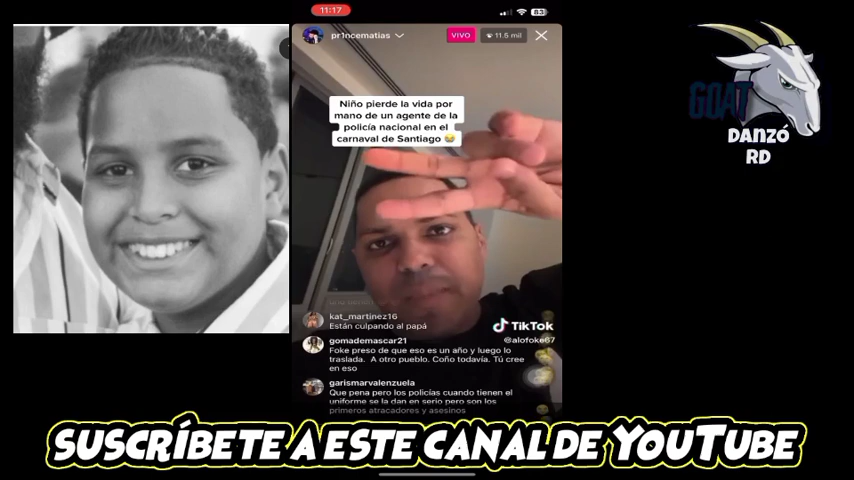 11:17
83
pr1ncematias
VIVO
11.5 mil
Niño pierde la vida por
mano de un agente de la
policía nacional en el
carnaval de Santiago 😭
kat_martinez16
Están culpando al papá
gomademascar21
Foke preso de que eso es un año y luego lo
traslada. A otro pueblo. Coño todavía. Tú cree
en eso
garismarvalenzuela
Que pena pero los policías cuando tienen el
uniforme se la dan en serio pero son los
primeros atracadores y asesinos
TikTok
@alofoke67
GOAT
DANZÓ
RD
SUSCRÍBETE A ESTE CANAL DE YOUTUBE